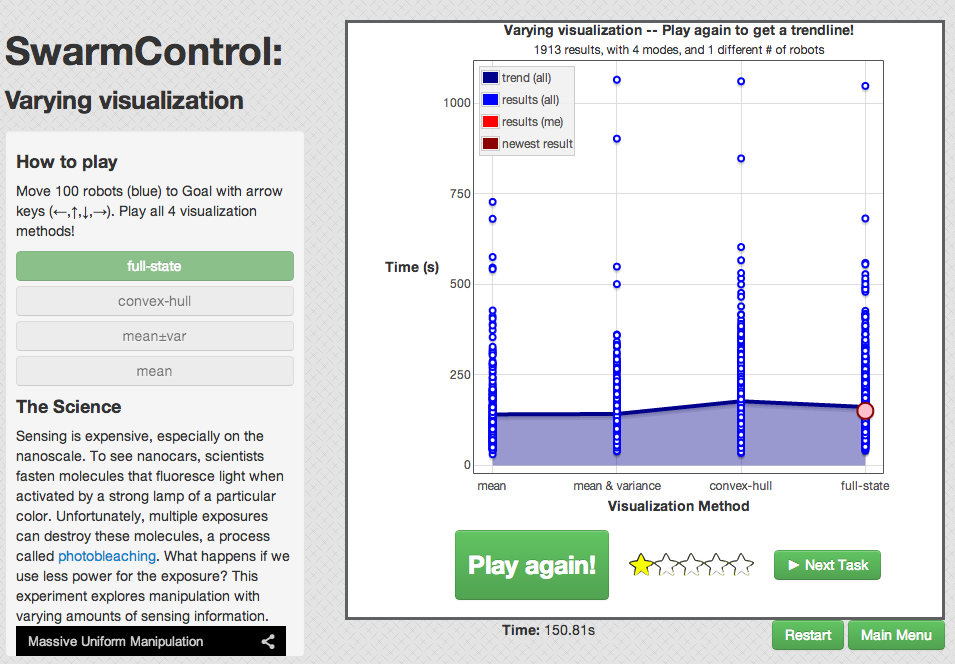 SwarmControl:
Varying visualization
How to play
Move 100 robots (blue) to Goal with arrow
keys (←,↑,↓,→). Play all 4 visualization
methods!
full-state
convex-hull
mean±var
mean
The Science
Sensing is expensive, especially on the
nanoscale. To see nanocars, scientists
fasten molecules that fluoresce light when
activated by a strong lamp of a particular
color. Unfortunately, multiple exposures
can destroy these molecules, a process
called photobleaching. What happens if we
use less power for the exposure? This
experiment explores manipulation with
varying amounts of sensing information.
Massive Uniform Manipulation
Varying visualization -- Play again to get a trendline!
1913 results, with 4 modes, and 1 different # of robots
trend (all)
results (all)
results (me)
newest result
1000
750
500
250
0
Time (s)
mean
mean & variance
convex-hull
full-state
Visualization Method
Play again!
Next Task
Time: 150.81s
Restart
Main Menu